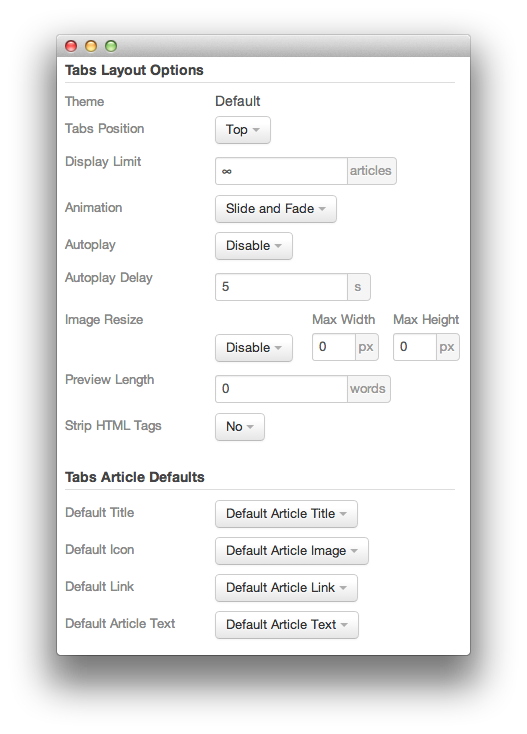 Tabs Layout Options
Theme Default
Tabs Position Top
Display Limit ∞ articles
Animation Slide and Fade
Autoplay Disable
Autoplay Delay 5 s
Image Resize Max Width Max Height
Disable 0 px 0 px
Preview Length 0 words
Strip HTML Tags No
Tabs Article Defaults
Default Title Default Article Title
Default Icon Default Article Image
Default Link Default Article Link
Default Article Text Default Article Text